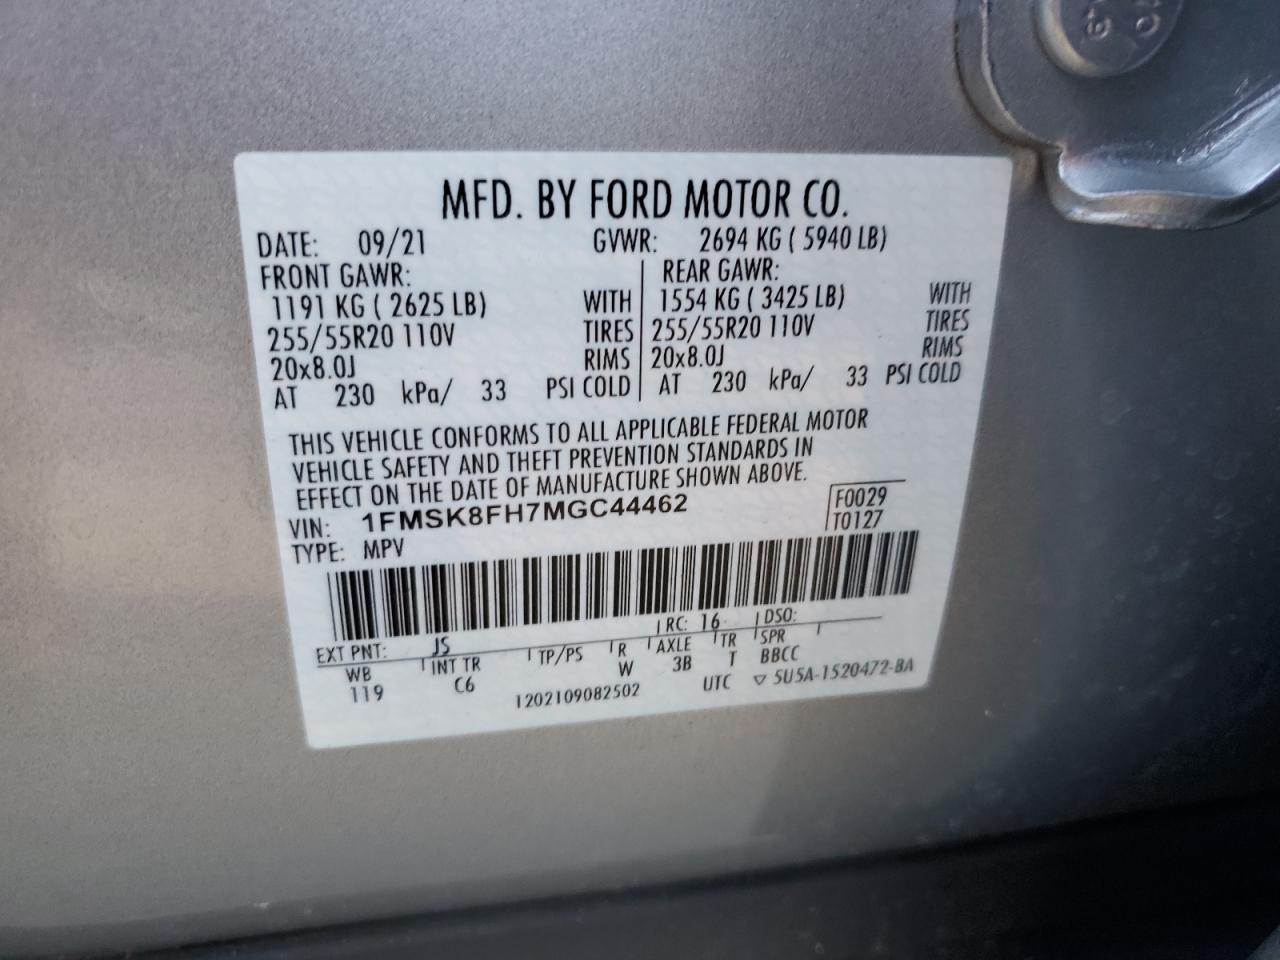 MFD. BY FORD MOTOR CO.
DATE: 09/21 GVWR: 2694 KG ( 5940 LB)
FRONT GAWR: REAR GAWR:
1191 KG ( 2625 LB) WITH 1554 KG ( 3425 LB) WITH
255/55R20 110V TIRES 255/55R20 110V TIRES
20x8.0J RIMS 20x8.0J RIMS
AT 230 kPa/ 33 PSI COLD AT 230 kPa/ 33 PSI COLD
THIS VEHICLE CONFORMS TO ALL APPLICABLE FEDERAL MOTOR
VEHICLE SAFETY AND THEFT PREVENTION STANDARDS IN
EFFECT ON THE DATE OF MANUFACTURE SHOWN ABOVE.
VIN: 1FMSK8FH7MGC44462 F0029
TYPE: MPV T0127
EXT PNT: JS RC: 16 DSO:
WB INT TR TP/PS R AXLE TR SPR
119 C6 W 3B T BBCC
1202109082502 UTC ▽ 5U5A-1520472-BA